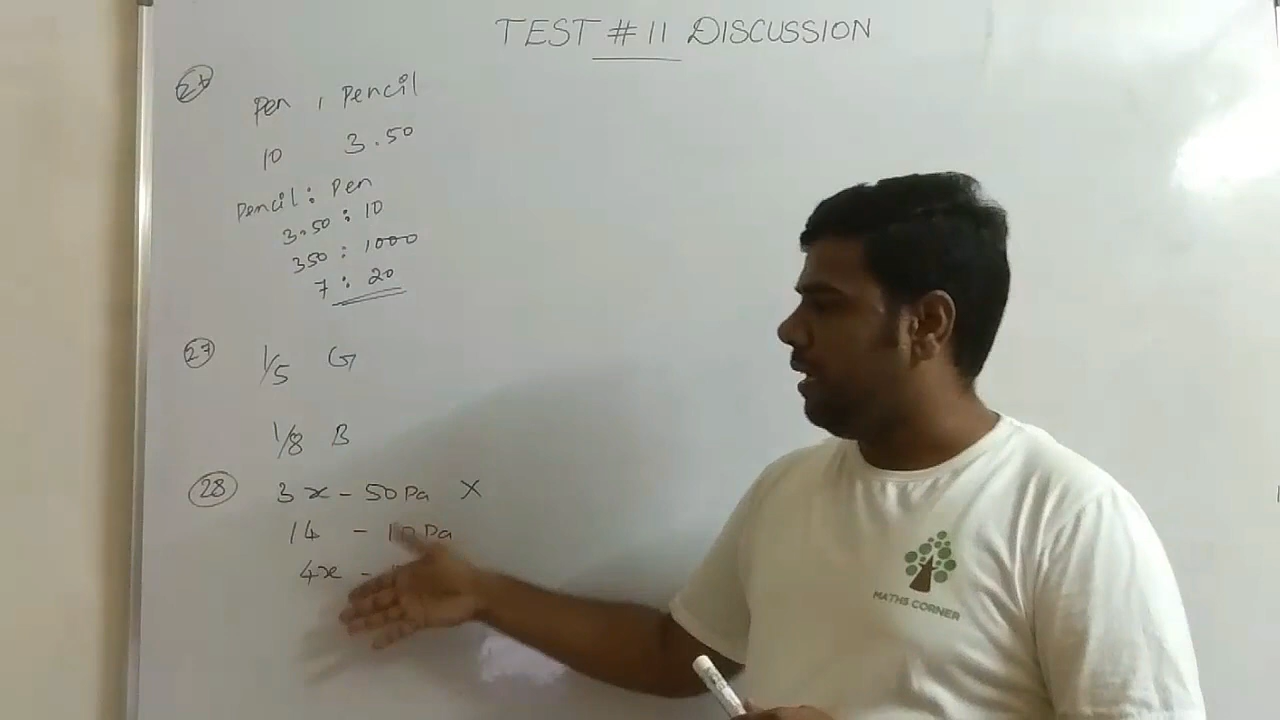 TEST # 11 DISCUSSION
Pen , Pencil
10 3.50
Pencil : Pen
3.50 : 10
350 : 1000
7 : 20
27 1/5 G
1/8 B
28 3x - 50 Pa X
14 - 10 Pa
4x -
MATHS CORNER